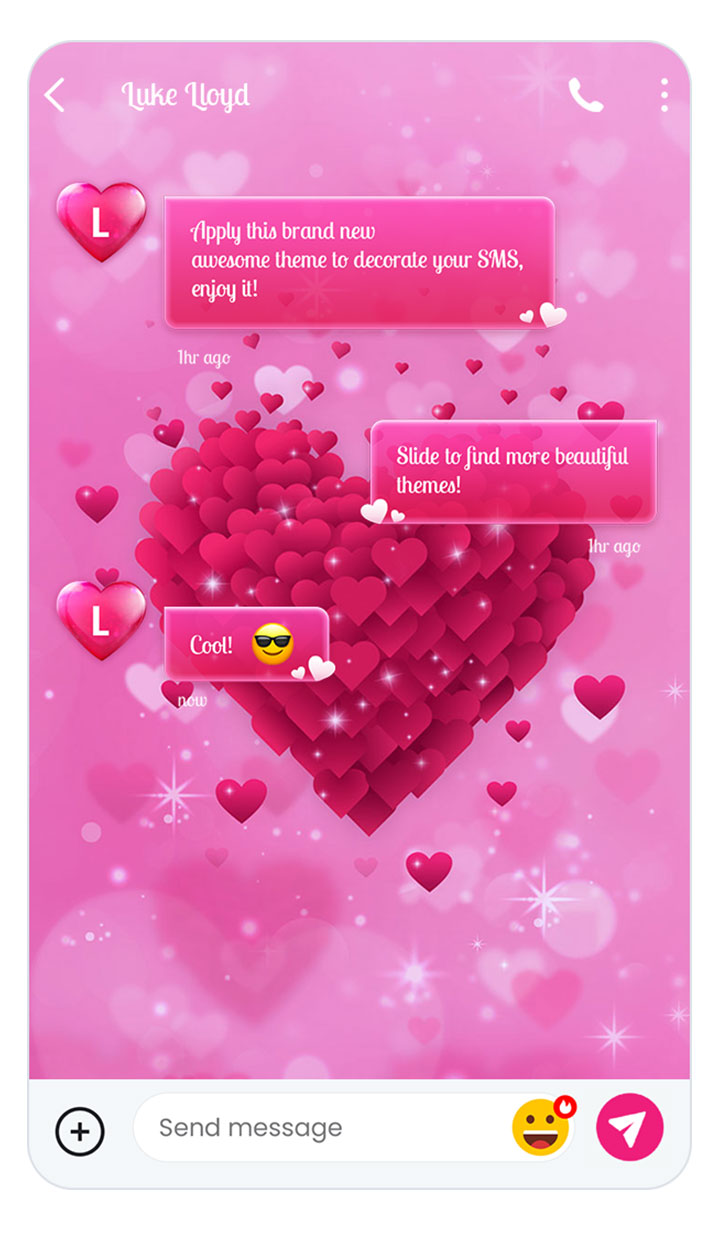 Luke Lloyd
L
Apply this brand new
awesome theme to decorate your SMS,
enjoy it!
1hr ago
Slide to find more beautiful
themes!
1hr ago
L
Cool! 😎
now
Send message